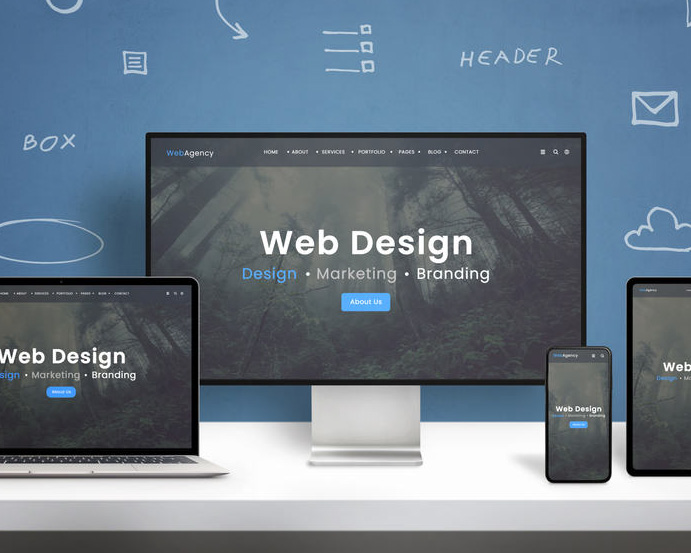 HEADER
BOX
WebAgency
HOME
ABOUT
SERVICES
PORTFOLIO
PAGES
BLOG
CONTACT
Web Design
Design • Marketing • Branding
About Us
HOME
ABOUT
SERVICES
PORTFOLIO
PAGES
BLOG
CONTACT
Web Design
sign • Marketing • Branding
About Us
WebAgency
Web Design
Marketing • Branding
About Us
WebAgency
Web
Design